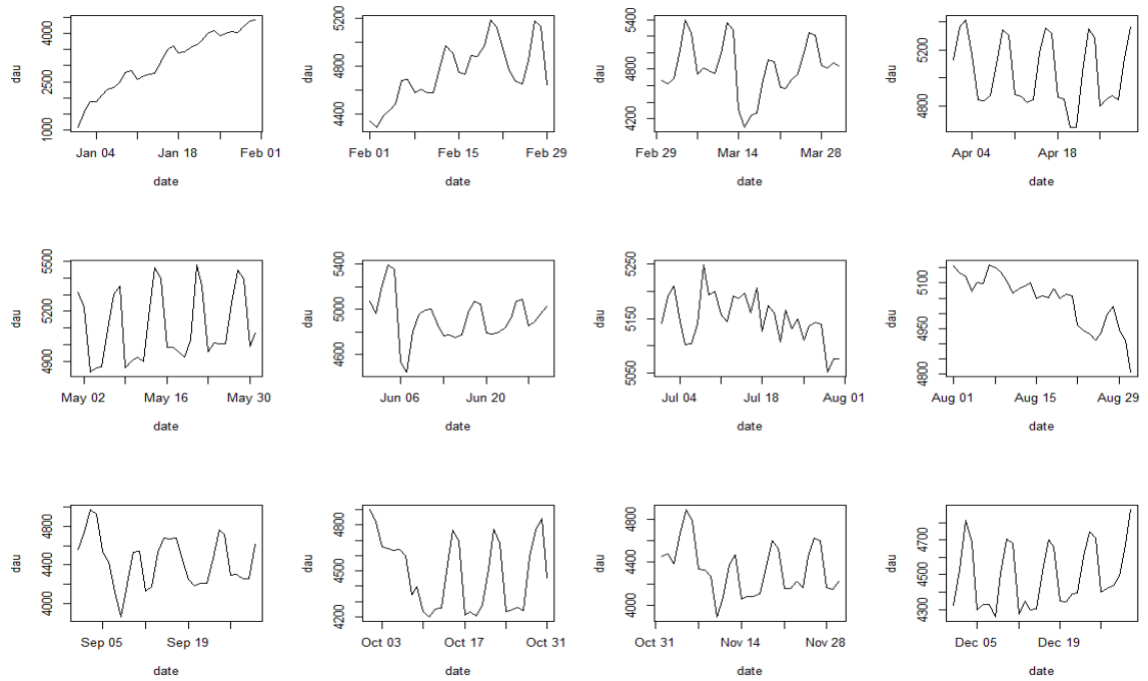 dau
1000 2500 4000
Jan 04 Jan 18 Feb 01
date
dau
4400 4800 5200
Feb 01 Feb 15 Feb 29
date
dau
4200 4800 5400
Feb 29 Mar 14 Mar 28
date
dau
4800 5200
Apr 04 Apr 18
date
dau
4900 5200 5500
May 02 May 16 May 30
date
dau
4600 5000 5400
Jun 06 Jun 20
date
dau
5050 5150 5250
Jul 04 Jul 18 Aug 01
date
dau
4800 4950 5100
Aug 01 Aug 15 Aug 29
date
dau
4000 4400 4800
Sep 05 Sep 19
date
dau
4200 4600
Oct 03 Oct 17 Oct 31
date
dau
4000 4400 4800
Oct 31 Nov 14 Nov 28
date
dau
4300 4500 4700
Dec 05 Dec 19
date